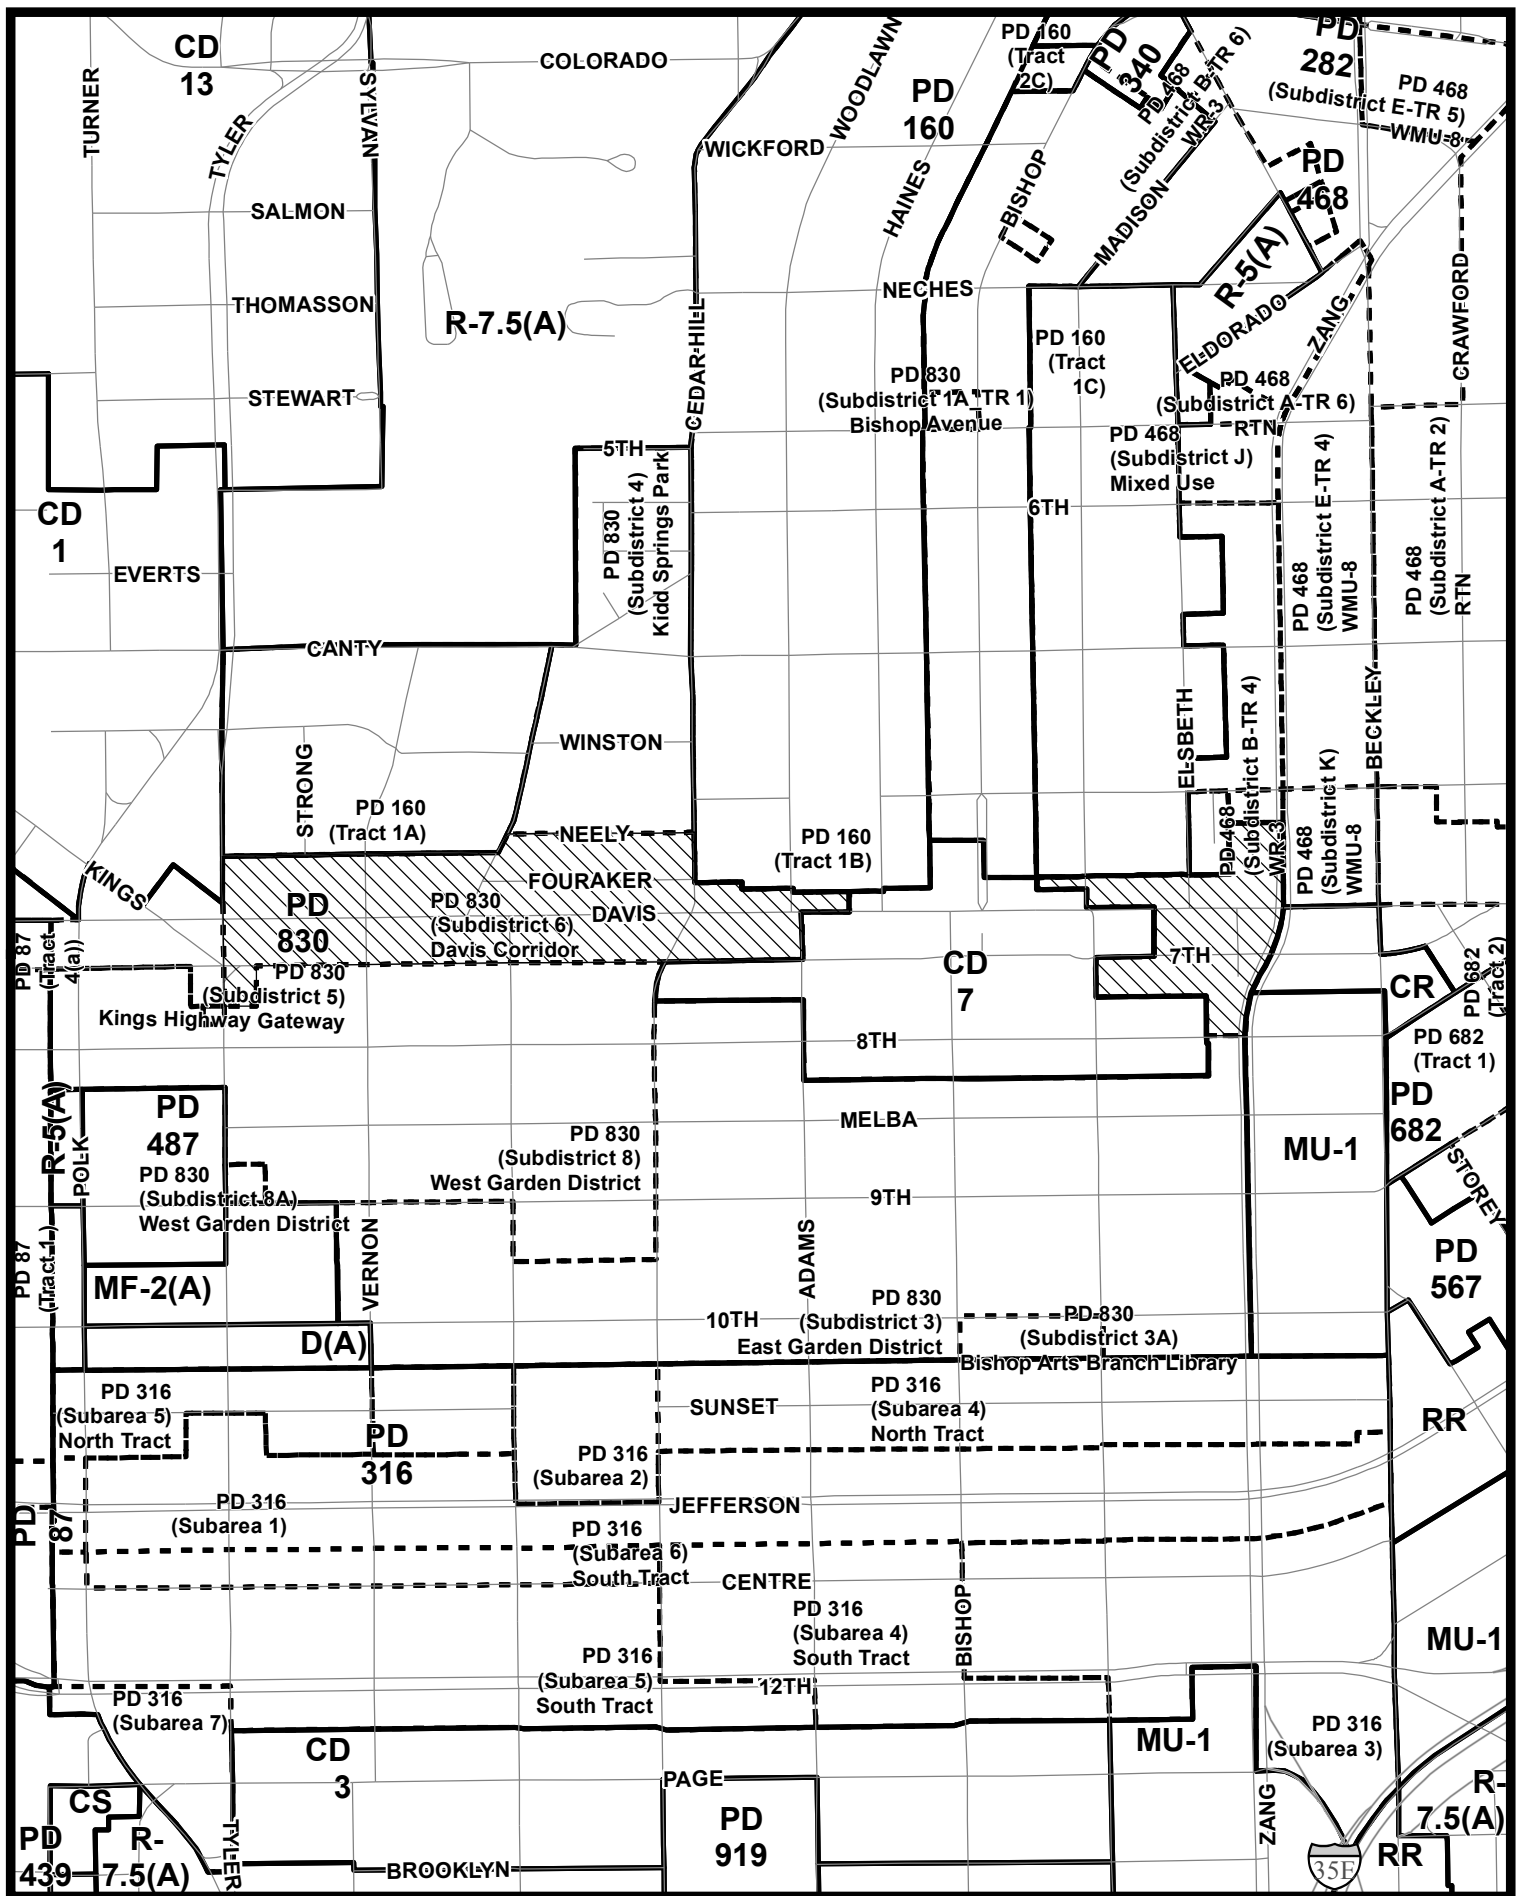 CD
13
COLORADO
TURNER
TYLER
SYLVAN
WOODLAWN
PD
160
PD 160
(Tract
2C)
PD
340
PD 468
(Subdistrict B-TR 6)
WR-3
PD
282
PD 468
(Subdistrict E-TR 5)
WMU-8
WICKFORD
HAINES
BISHOP
MADISON
PD
468
SALMON
R-5(A)
THOMASSON
R-7.5(A)
CEDAR HILL
NECHES
ELDORADO
ZANG
CRAWFORD
STEWART
PD 830
(Subdistrict 1A TR 1)
Bishop Avenue
PD 160
(Tract
1C)
PD 468
(Subdistrict A-TR 6)
RTN
PD 468
(Subdistrict J)
Mixed Use
5TH
PD 830
(Subdistrict 4)
Kidd Springs Park
6TH
CD
1
EVERTS
PD 468
(Subdistrict E-TR 4)
WMU-8
PD 468
(Subdistrict A-TR 2)
RTN
CANTY
WINSTON
STRONG
ELSBETH
BECKLEY
PD 160
(Tract 1A)
NEELY
PD 160
(Tract 1B)
PD 468
(Subdistrict B-TR 4)
WR-3
PD 468
(Subdistrict K)
WMU-8
KINGS
FOURAKER
PD
830
PD 830
(Subdistrict 6)
Davis Corridor
DAVIS
PD 87
(Tract
4(a))
PD 830
(Subdistrict 5)
Kings Highway Gateway
CD
7
7TH
CR
PD 682
(Tract 2)
8TH
PD 682
(Tract 1)
R-5(A)
POLK
PD
487
PD 830
(Subdistrict 8A)
West Garden District
PD 830
(Subdistrict 8)
West Garden District
MELBA
MU-1
PD
682
STOREY
9TH
PD 87
(Tract 1)
VERNON
ADAMS
PD
567
MF-2(A)
D(A)
10TH
PD 830
(Subdistrict 3)
East Garden District
PD 830
(Subdistrict 3A)
Bishop Arts Branch Library
PD 316
(Subarea 5)
North Tract
SUNSET
PD 316
(Subarea 4)
North Tract
RR
PD
316
PD 316
(Subarea 2)
PD
87
PD 316
(Subarea 1)
JEFFERSON
PD 316
(Subarea 6)
South Tract
CENTRE
PD 316
(Subarea 4)
South Tract
BISHOP
MU-1
PD 316
(Subarea 5)
South Tract
12TH
PD 316
(Subarea 7)
CD
3
MU-1
PD 316
(Subarea 3)
PAGE
CS
PD
439
R-
7.5(A)
TYLER
BROOKLYN
PD
919
ZANG
35E
R-
7.5(A)
RR